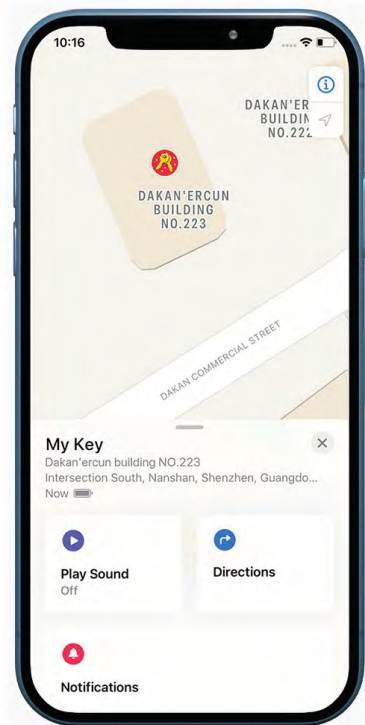 10:16
DAKAN'ER
BUILDIN
NO.222
DAKAN'ERCUN
BUILDING
NO.223
DAKAN COMMERCIAL STREET
My Key
Dakan'ercun building NO.223
Intersection South, Nanshan, Shenzhen, Guangdo...
Now
Play Sound
Off
Directions
Notifications